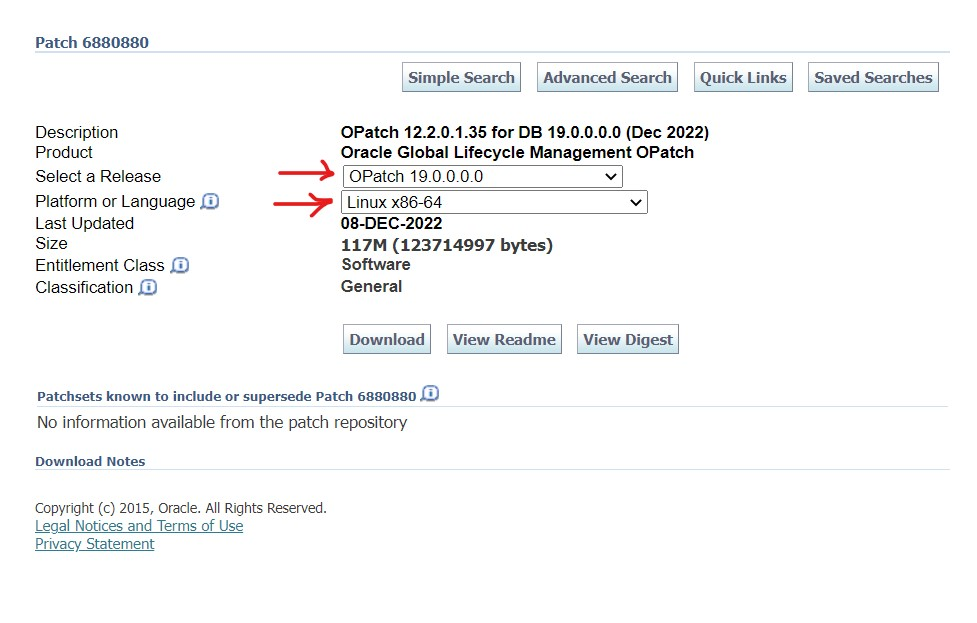 Patch 6880880
Simple Search Advanced Search Quick Links Saved Searches
Description OPatch 12.2.0.1.35 for DB 19.0.0.0.0 (Dec 2022)
Product Oracle Global Lifecycle Management OPatch
Select a Release OPatch 19.0.0.0.0
Platform or Language Linux x86-64
Last Updated 08-DEC-2022
Size 117M (123714997 bytes)
Entitlement Class Software
Classification General
Download View Readme View Digest
Patchsets known to include or supersede Patch 6880880
No information available from the patch repository
Download Notes
Copyright (c) 2015, Oracle. All Rights Reserved.
Legal Notices and Terms of Use
Privacy Statement